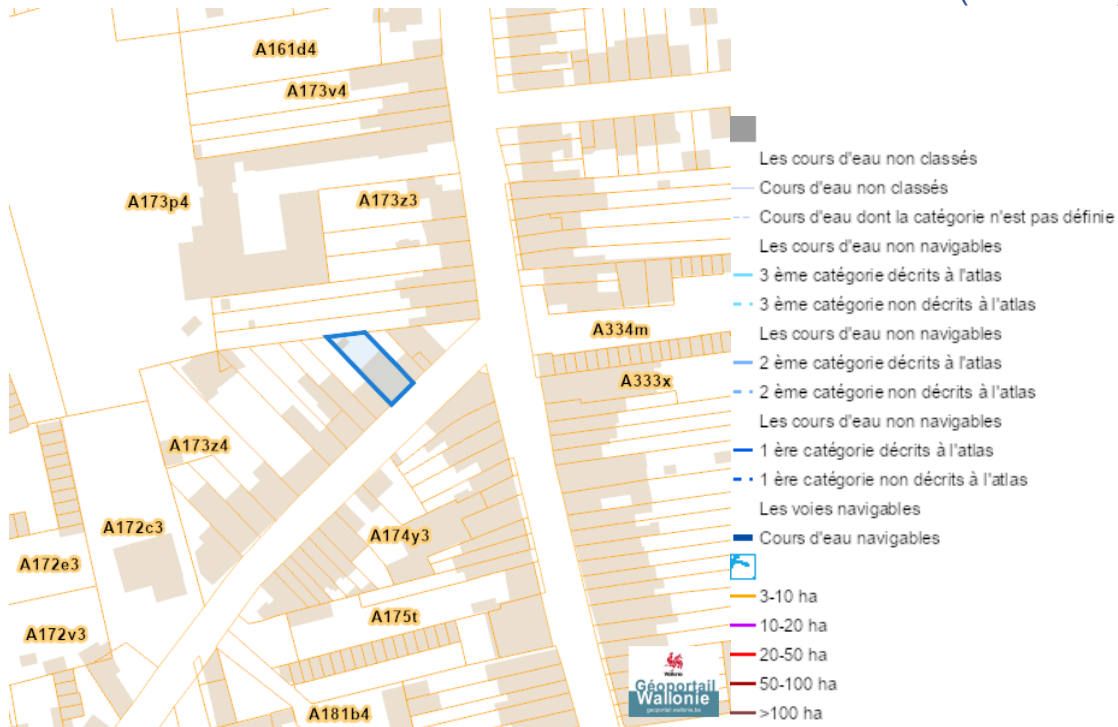 (
A161d4
A173v4
A173p4
A173z3
A334m
A333x
A173z4
A172c3
A174y3
A172e3
A175t
A172v3
A181b4
Wallonie
Géoportail
Wallonie
geoportail.wallonie.be
Les cours d'eau non classés
Cours d'eau non classés
Cours d'eau dont la catégorie n'est pas définie
Les cours d'eau non navigables
3 ème catégorie décrits à l'atlas
3 ème catégorie non décrits à l'atlas
Les cours d'eau non navigables
2 ème catégorie décrits à l'atlas
2 ème catégorie non décrits à l'atlas
Les cours d'eau non navigables
1 ère catégorie décrits à l'atlas
1 ère catégorie non décrits à l'atlas
Les voies navigables
Cours d'eau navigables
3-10 ha
10-20 ha
20-50 ha
50-100 ha
>100 ha